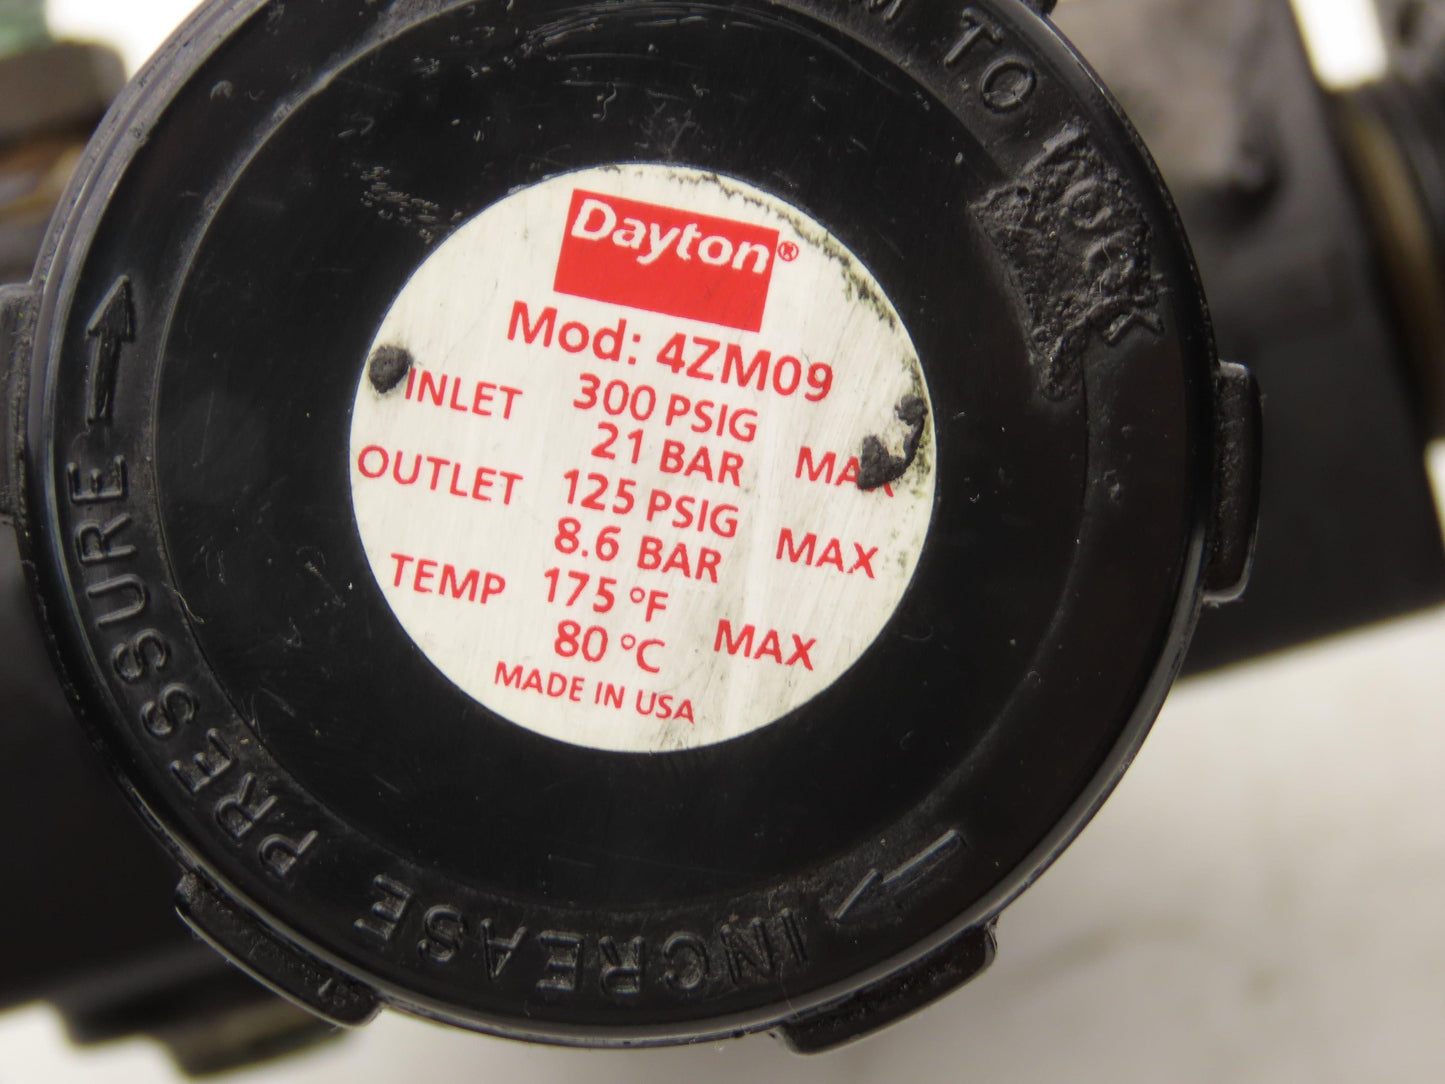 Dayton®
Mod: 4ZM09
INLET 300 PSIG
21 BAR MAX
OUTLET 125 PSIG
8.6 BAR MAX
TEMP 175 °F
80 °C MAX
MADE IN USA
INCREASE PRESSURE
TO LOCK